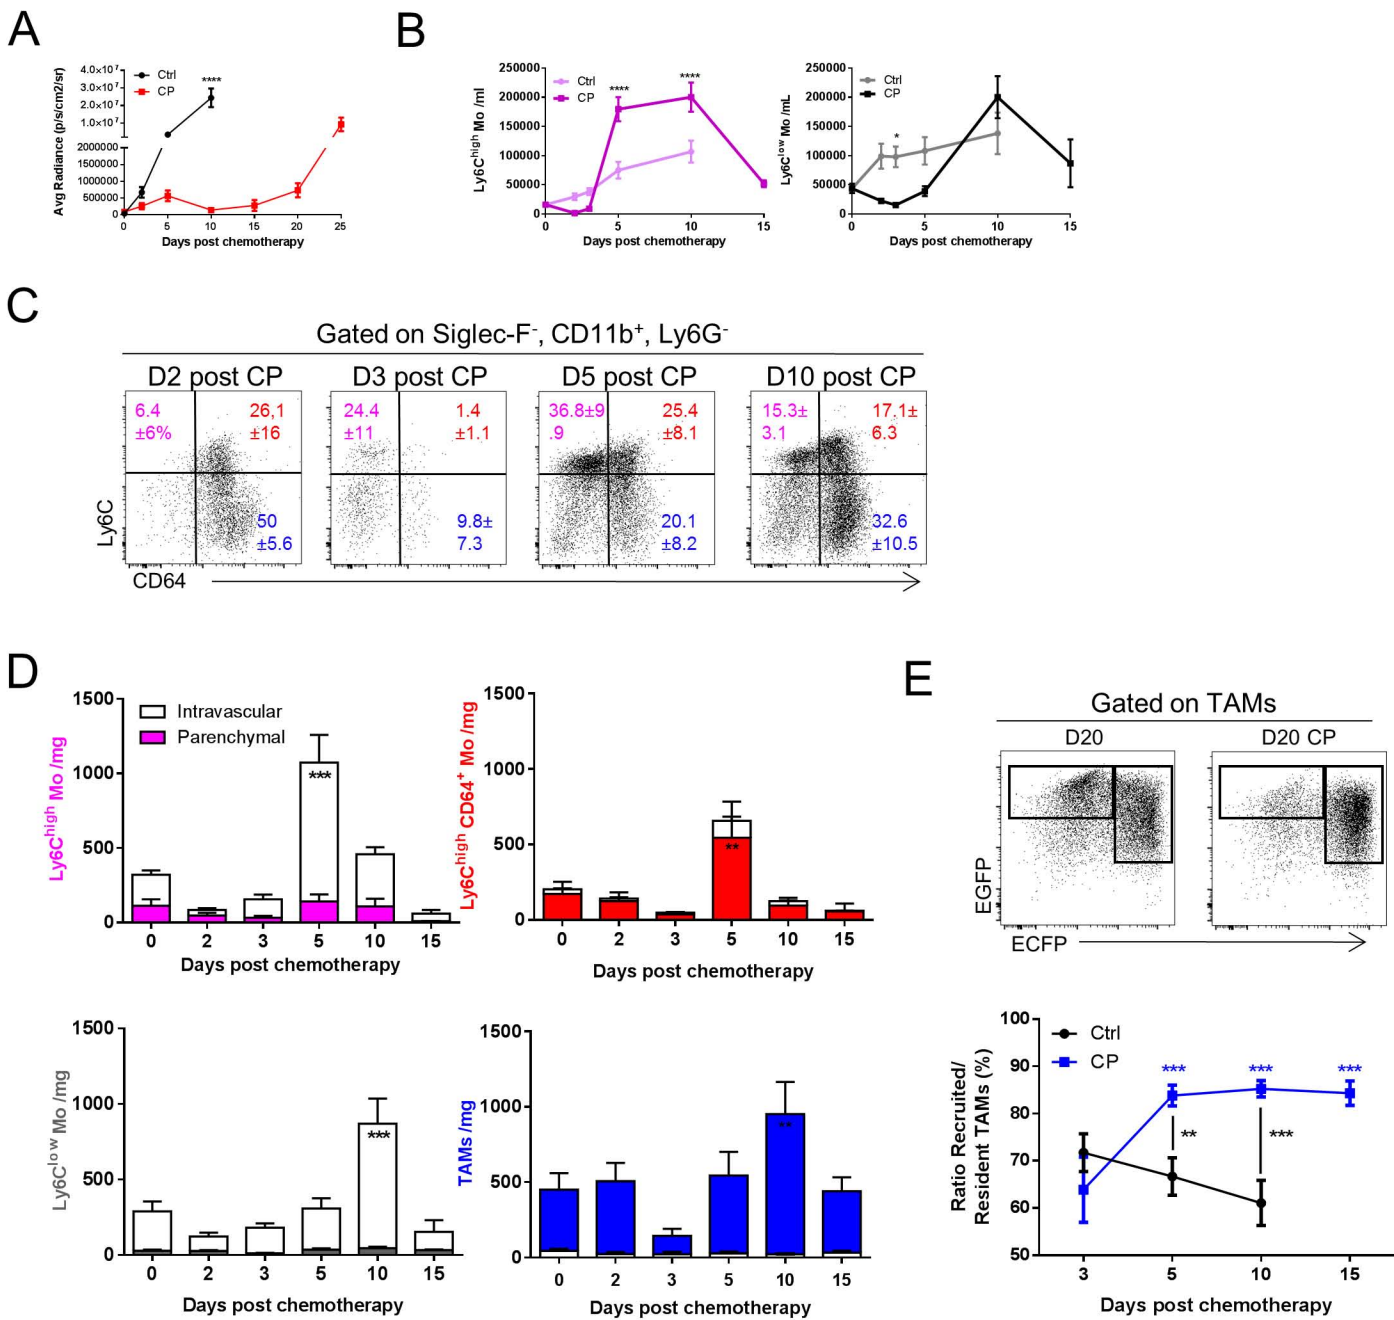 A
Avg Radiance (p/s/cm2/sr)
4.0×10⁷
3.0×10⁷
2.0×10⁷
1.0×10⁷
2000000
1500000
1000000
500000
0
Ctrl
CP
****
0 5 10 15 20 25
Days post chemotherapy
B
Ly6Cʰⁱᵍʰ Mo /ml
250000
200000
150000
100000
50000
0
Ctrl
CP
****
****
0 5 10 15
Days post chemotherapy
Ly6Cˡᵒʷ Mo /mL
250000
200000
150000
100000
50000
0
Ctrl
CP
*
0 5 10 15
Days post chemotherapy
C
Gated on Siglec-F⁻, CD11b⁺, Ly6G⁻
D2 post CP
6.4
±6%
26,1
±16
50
±5.6
D3 post CP
24.4
±11
1.4
±1.1
9.8±
7.3
D5 post CP
36.8±9
.9
25.4
±8.1
20.1
±8.2
D10 post CP
15.3±
3.1
17.1±
6.3
32.6
±10.5
Ly6C
CD64
D
Ly6Cʰⁱᵍʰ Mo /mg
1500
1000
500
0
Intravascular
Parenchymal
***
0 2 3 5 10 15
Days post chemotherapy
Ly6Cʰⁱᵍʰ CD64⁺ Mo /mg
1500
1000
500
0
**
0 2 3 5 10 15
Days post chemotherapy
Ly6Cˡᵒʷ Mo /mg
1500
1000
500
0
***
0 2 3 5 10 15
Days post chemotherapy
TAMs /mg
1500
1000
500
0
**
0 2 3 5 10 15
Days post chemotherapy
E
Gated on TAMs
D20
D20 CP
EGFP
ECFP
Ratio Recruited/
Resident TAMs (%)
100
90
80
70
60
50
Ctrl
CP
*** *** ***
**
***
3 5 10 15
Days post chemotherapy